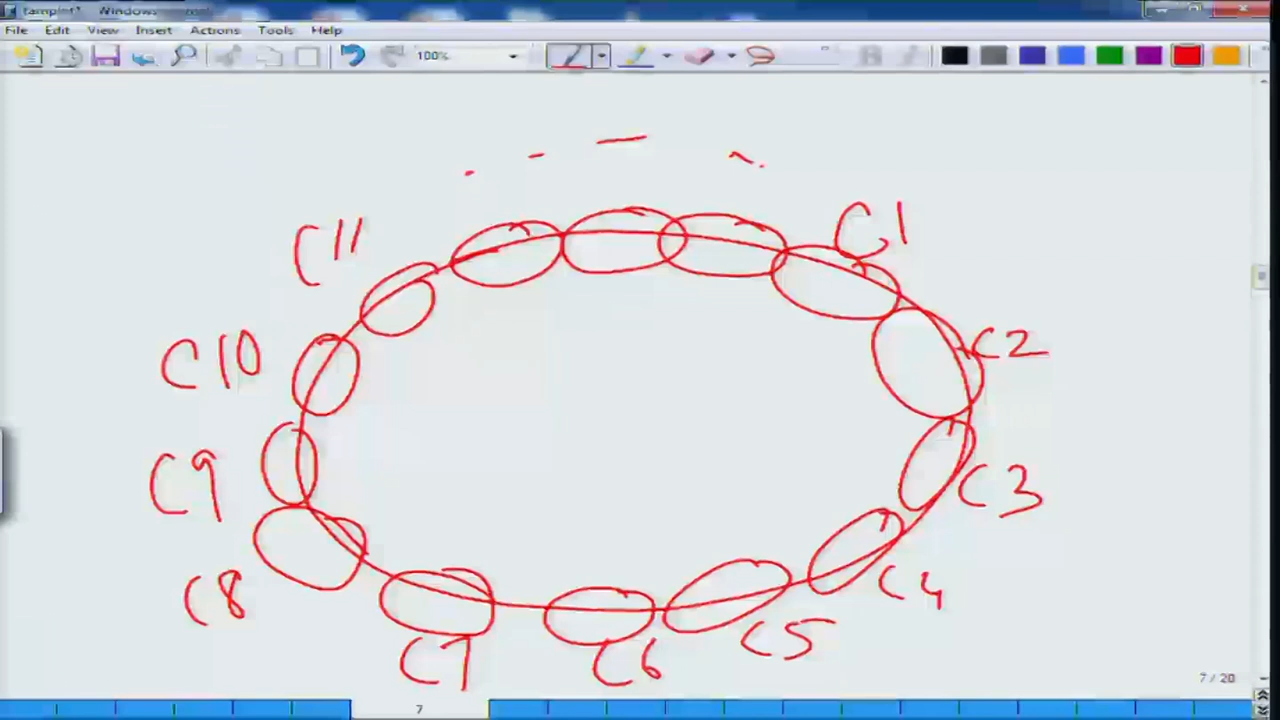 File Edit View Insert Actions Tools Help
100%
C1
C2
C3
C4
C5
C6
C7
C8
C9
C10
C11
7 / 20
7